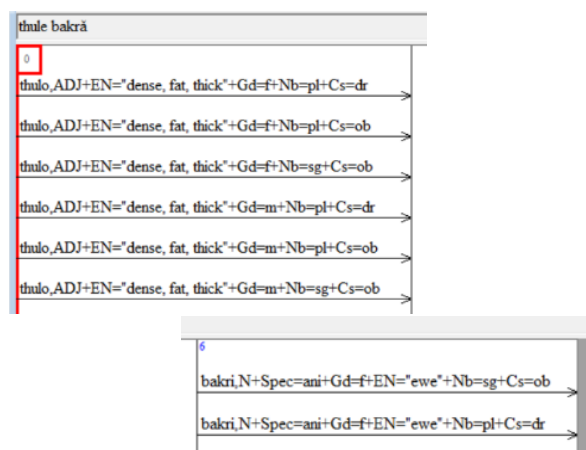 thule bakră
0
thulo,ADJ+EN="dense, fat, thick"+Gd=f+Nb=pl+Cs=dr
thulo,ADJ+EN="dense, fat, thick"+Gd=f+Nb=pl+Cs=ob
thulo,ADJ+EN="dense, fat, thick"+Gd=f+Nb=sg+Cs=ob
thulo,ADJ+EN="dense, fat, thick"+Gd=m+Nb=pl+Cs=dr
thulo,ADJ+EN="dense, fat, thick"+Gd=m+Nb=pl+Cs=ob
thulo,ADJ+EN="dense, fat, thick"+Gd=m+Nb=sg+Cs=ob
6
bakri,N+Spec=ani+Gd=f+EN="ewe"+Nb=sg+Cs=ob
bakri,N+Spec=ani+Gd=f+EN="ewe"+Nb=pl+Cs=dr